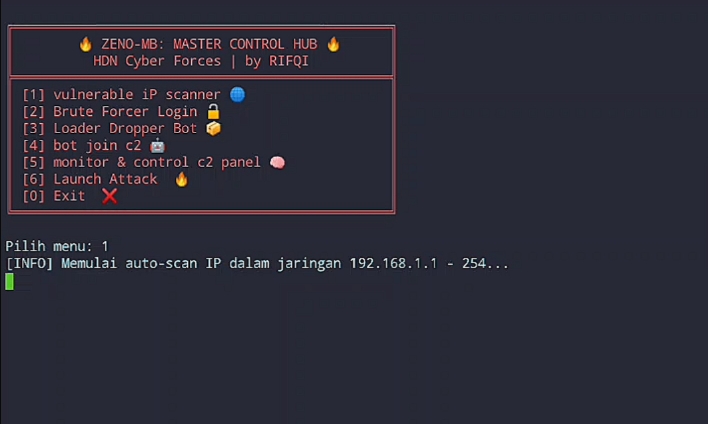 🔥 ZENO-MB: MASTER CONTROL HUB 🔥
HDN Cyber Forces | by RIFQI
[1] vulnerable iP scanner 🌐
[2] Brute Forcer Login 🔓
[3] Loader Dropper Bot 📦
[4] bot join c2 🤖
[5] monitor & control c2 panel 🧠
[6] Launch Attack 🔥
[0] Exit ❌
Pilih menu: 1
[INFO] Memulai auto-scan IP dalam jaringan 192.168.1.1 - 254...